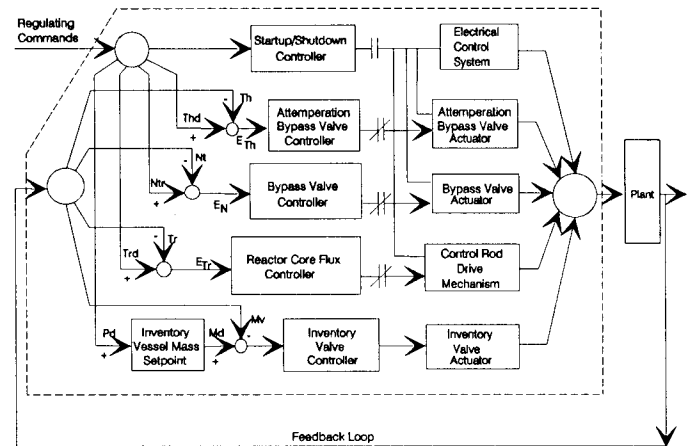 Regulating
Commands
Startup/Shutdown
Controller
Electrical
Control
System
Th
-
Thd
+
E Th
Attemperation
Bypass Valve
Controller
Attemperation
Bypass Valve
Actuator
Nt
-
Ntr
+
E N
Bypass Valve
Controller
Bypass Valve
Actuator
Plant
Tr
-
Trd
+
E Tr
Reactor Core Flux
Controller
Control Rod
Drive
Mechanism
Mv
-
Pd
+
Inventory
Vessel Mass
Setpoint
Md
+
Inventory
Valve
Controller
Inventory
Valve
Actuator
Feedback Loop